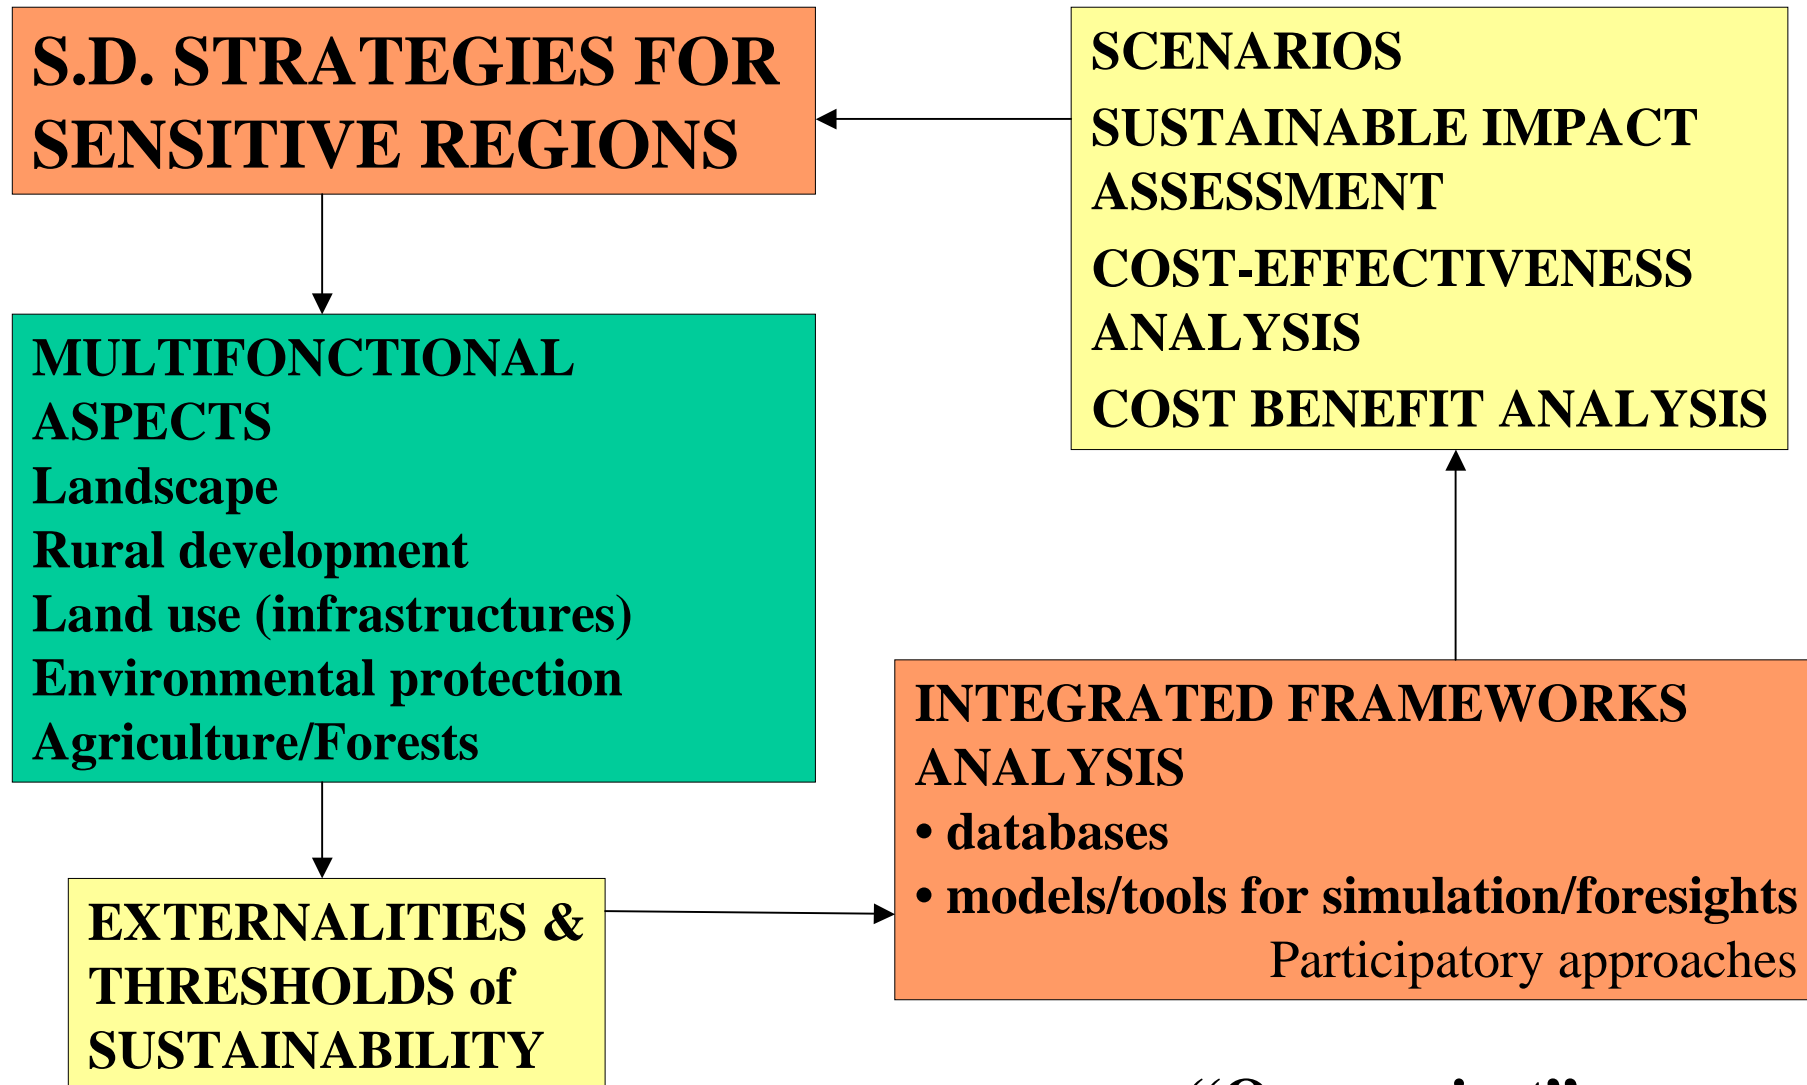 S.D. STRATEGIES FOR
SENSITIVE REGIONS
MULTIFONCTIONAL
ASPECTS
Landscape
Rural development
Land use (infrastructures)
Environmental protection
Agriculture/Forests
EXTERNALITIES &
THRESHOLDS of
SUSTAINABILITY
INTEGRATED FRAMEWORKS
ANALYSIS
• databases
• models/tools for simulation/foresights
Participatory approaches
SCENARIOS
SUSTAINABLE IMPACT
ASSESSMENT
COST-EFFECTIVENESS
ANALYSIS
COST BENEFIT ANALYSIS